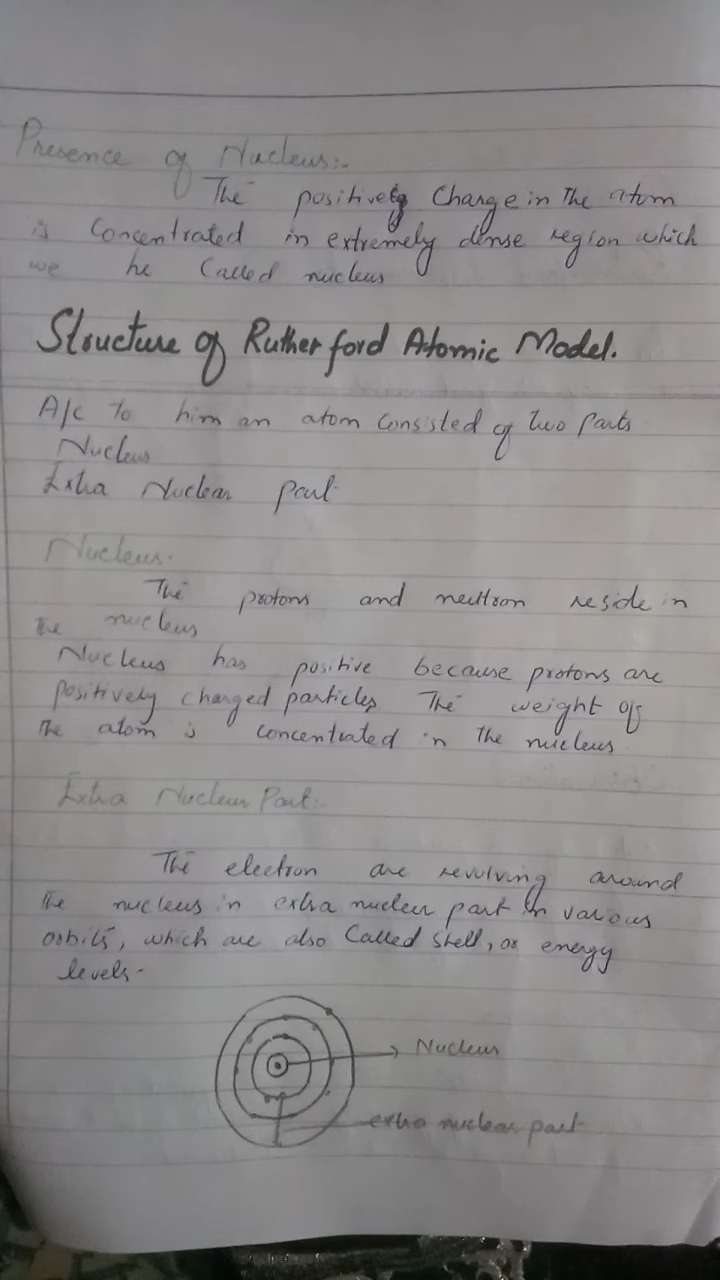 Presence of Nucleus:-
The positively Change in The atom
is Concentrated in extremely dense region which
we he Called nucleus
Structure of Rutherford Atomic Model.
A/c To him an atom Consisted of Two Parts
Nucleus
Extra Nuclear part
Nucleus.
The protons and neutron reside in
The nucleus
Nucleus has positive because protons are
positively charged particles The weight of
The atom is concentrated in The nucleus
Extra Nuclear Part:-
The electron are revolving around
The nucleus in extra nuclear part in various
orbits, which are also Called Shell, or energy
levels-
Nucleus
extra nuclear part